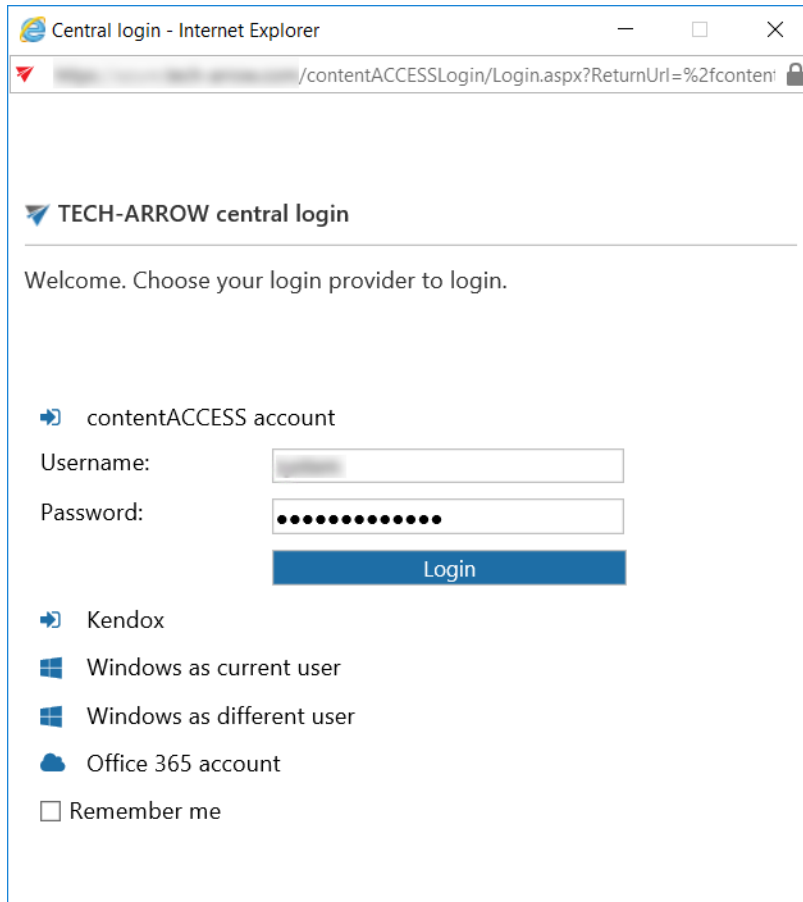 Central login - Internet Explorer
/contentACCESSLogin/Login.aspx?ReturnUrl=%2fcontent
TECH-ARROW central login
Welcome. Choose your login provider to login.
contentACCESS account
Username:
Password: •••••••••••••
Login
Kendox
Windows as current user
Windows as different user
Office 365 account
Remember me